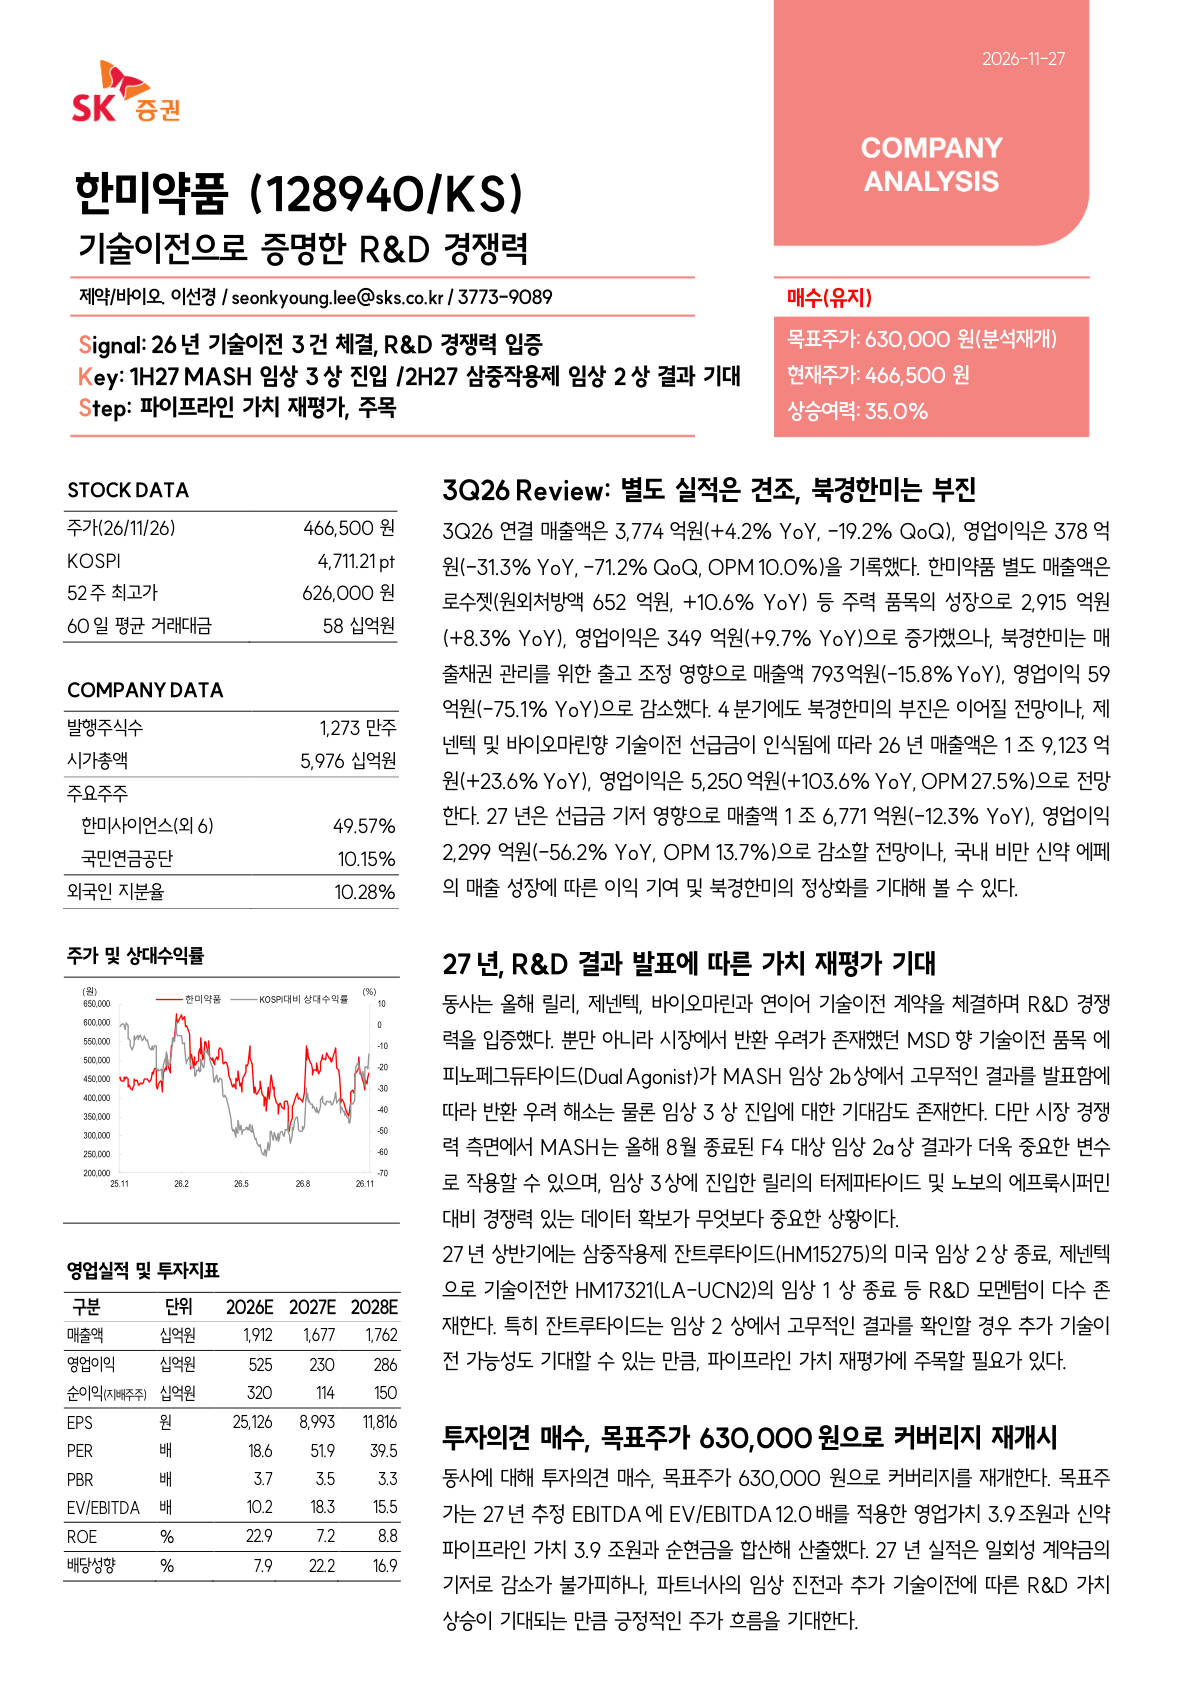 2026-11-27
SK증권
COMPANY
ANALYSIS
한미약품 (128940/KS)
기술이전으로 증명한 R&D 경쟁력
제약/바이오. 이선경 / seonkyoung.lee@sks.co.kr / 3773-9089
Signal: 26년 기술이전 3건 체결, R&D 경쟁력 입증
Key: 1H27 MASH 임상 3상 진입 /2H27 삼중작용제 임상 2상 결과 기대
Step: 파이프라인 가치 재평가, 주목
매수(유지)
목표주가: 630,000 원(분석재개)
현재주가: 466,500 원
상승여력: 35.0%
STOCK DATA
주가(26/11/26) 466,500 원
KOSPI 4,711.21 pt
52주 최고가 626,000 원
60일 평균 거래대금 58 십억원
COMPANY DATA
발행주식수 1,273 만주
시가총액 5,976 십억원
주요주주
한미사이언스(외 6) 49.57%
국민연금공단 10.15%
외국인 지분율 10.28%
주가 및 상대수익률
(원) 한미약품 KOSPI대비 상대수익률 (%)
650,000 10
600,000 0
550,000 -10
500,000 -20
450,000 -30
400,000 -40
350,000 -50
300,000 -60
250,000 -70
200,000
25.11 26.2 26.5 26.8 26.11
영업실적 및 투자지표
구분 단위 2026E 2027E 2028E
매출액 십억원 1,912 1,677 1,762
영업이익 십억원 525 230 286
순이익(지배주주) 십억원 320 114 150
EPS 원 25,126 8,993 11,816
PER 배 18.6 51.9 39.5
PBR 배 3.7 3.5 3.3
EV/EBITDA 배 10.2 18.3 15.5
ROE % 22.9 7.2 8.8
배당성향 % 7.9 22.2 16.9
3Q26 Review: 별도 실적은 견조, 북경한미는 부진
3Q26 연결 매출액은 3,774 억원(+4.2% YoY, -19.2% QoQ), 영업이익은 378 억
원(-31.3% YoY, -71.2% QoQ, OPM 10.0%)을 기록했다. 한미약품 별도 매출액은
로수젯(원외처방액 652 억원, +10.6% YoY) 등 주력 품목의 성장으로 2,915 억원
(+8.3% YoY), 영업이익은 349 억원(+9.7% YoY)으로 증가했으나, 북경한미는 매
출채권 관리를 위한 출고 조정 영향으로 매출액 793억원(-15.8% YoY), 영업이익 59
억원(-75.1% YoY)으로 감소했다. 4분기에도 북경한미의 부진은 이어질 전망이나, 제
넨텍 및 바이오마린향 기술이전 선급금이 인식됨에 따라 26 년 매출액은 1 조 9,123 억
원(+23.6% YoY), 영업이익은 5,250억원(+103.6% YoY, OPM 27.5%)으로 전망
한다. 27 년은 선급금 기저 영향으로 매출액 1 조 6,771 억원(-12.3% YoY), 영업이익
2,299 억원(-56.2% YoY, OPM 13.7%)으로 감소할 전망이나, 국내 비만 신약 에페
의 매출 성장에 따른 이익 기여 및 북경한미의 정상화를 기대해 볼 수 있다.
27년, R&D 결과 발표에 따른 가치 재평가 기대
동사는 올해 릴리, 제넨텍, 바이오마린과 연이어 기술이전 계약을 체결하며 R&D 경쟁
력을 입증했다. 뿐만 아니라 시장에서 반환 우려가 존재했던 MSD 향 기술이전 품목 에
피노페그듀타이드(Dual Agonist)가 MASH 임상 2b상에서 고무적인 결과를 발표함에
따라 반환 우려 해소는 물론 임상 3 상 진입에 대한 기대감도 존재한다. 다만 시장 경쟁
력 측면에서 MASH는 올해 8월 종료된 F4 대상 임상 2a상 결과가 더욱 중요한 변수
로 작용할 수 있으며, 임상 3상에 진입한 릴리의 터제파타이드 및 노보의 에프룩시퍼민
대비 경쟁력 있는 데이터 확보가 무엇보다 중요한 상황이다.
27년 상반기에는 삼중작용제 잔트루타이드(HM15275)의 미국 임상 2상 종료, 제넨텍
으로 기술이전한 HM17321(LA-UCN2)의 임상 1 상 종료 등 R&D 모멘텀이 다수 존
재한다. 특히 잔트루타이드는 임상 2 상에서 고무적인 결과를 확인할 경우 추가 기술이
전 가능성도 기대할 수 있는 만큼, 파이프라인 가치 재평가에 주목할 필요가 있다.
투자의견 매수, 목표주가 630,000원으로 커버리지 재개시
동사에 대해 투자의견 매수, 목표주가 630,000 원으로 커버리지를 재개한다. 목표주
가는 27년 추정 EBITDA에 EV/EBITDA 12.0배를 적용한 영업가치 3.9조원과 신약
파이프라인 가치 3.9 조원과 순현금을 합산해 산출했다. 27 년 실적은 일회성 계약금의
기저로 감소가 불가피하나, 파트너사의 임상 진전과 추가 기술이전에 따른 R&D 가치
상승이 기대되는 만큼 긍정적인 주가 흐름을 기대한다.